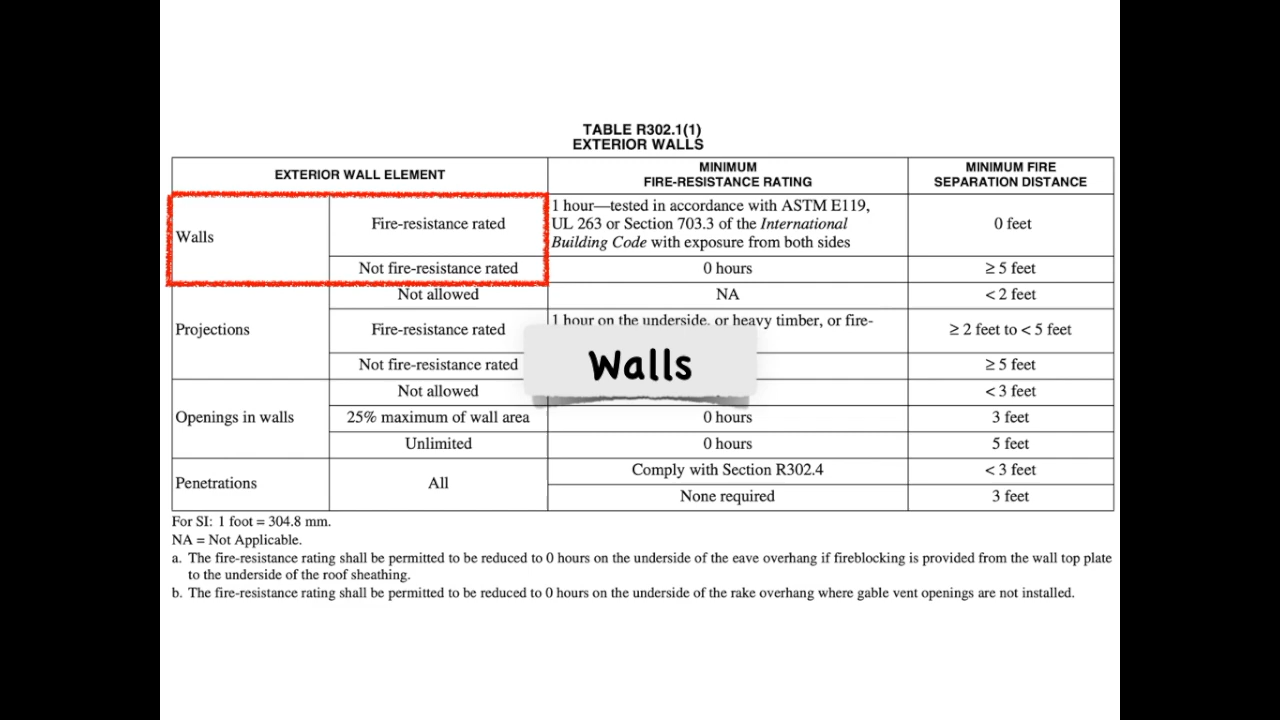 TABLE R302.1(1)
EXTERIOR WALLS
EXTERIOR WALL ELEMENT
MINIMUM
FIRE-RESISTANCE RATING
MINIMUM FIRE
SEPARATION DISTANCE
Walls
Fire-resistance rated
1 hour—tested in accordance with ASTM E119,
UL 263 or Section 703.3 of the International
Building Code with exposure from both sides
0 feet
Not fire-resistance rated
0 hours
≥ 5 feet
Projections
Not allowed
NA
< 2 feet
Fire-resistance rated
1 hour on the underside, or heavy timber, or fire-
≥ 2 feet to < 5 feet
Not fire-resistance rated
≥ 5 feet
Walls
Openings in walls
Not allowed
< 3 feet
25% maximum of wall area
0 hours
3 feet
Unlimited
0 hours
5 feet
Penetrations
All
Comply with Section R302.4
< 3 feet
None required
3 feet
For SI: 1 foot = 304.8 mm.
NA = Not Applicable.
a. The fire-resistance rating shall be permitted to be reduced to 0 hours on the underside of the eave overhang if fireblocking is provided from the wall top plate
to the underside of the roof sheathing.
b. The fire-resistance rating shall be permitted to be reduced to 0 hours on the underside of the rake overhang where gable vent openings are not installed.